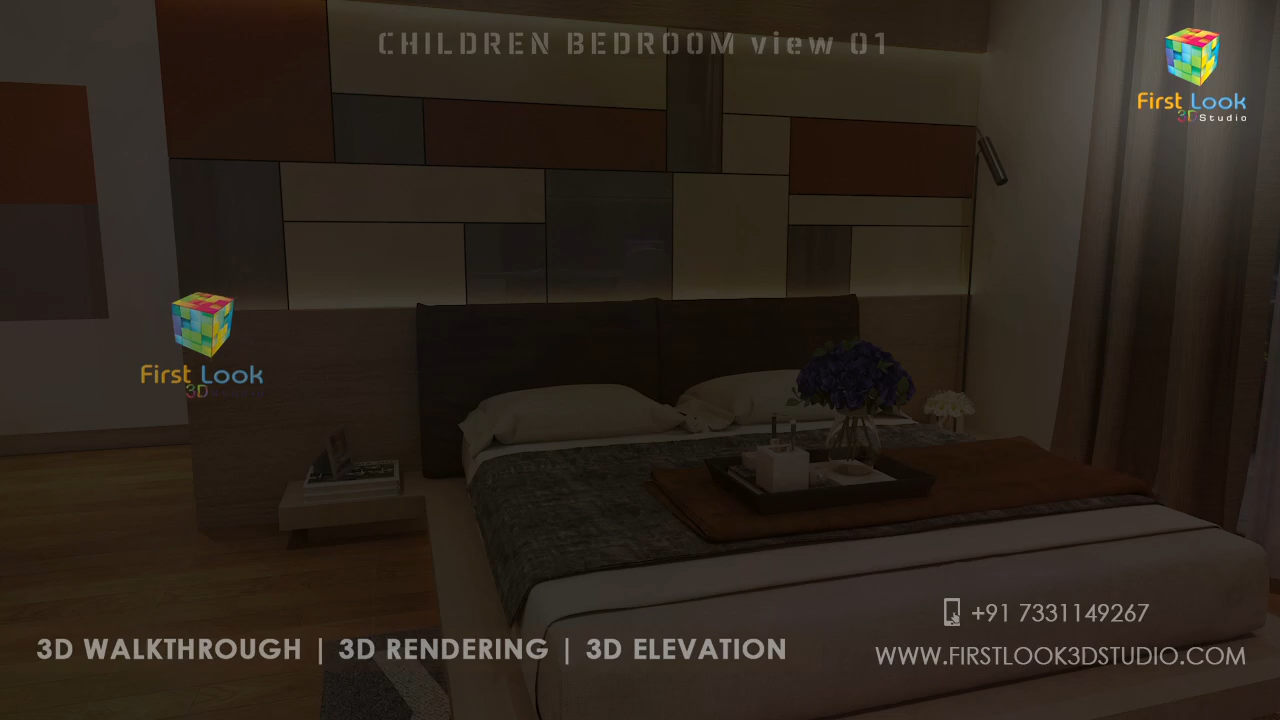 CHILDREN BEDROOM view 01
First Look
3D Studio
First Look
3D
3D WALKTHROUGH | 3D RENDERING | 3D ELEVATION
+91 7331149267
WWW.FIRSTLOOK3DSTUDIO.COM